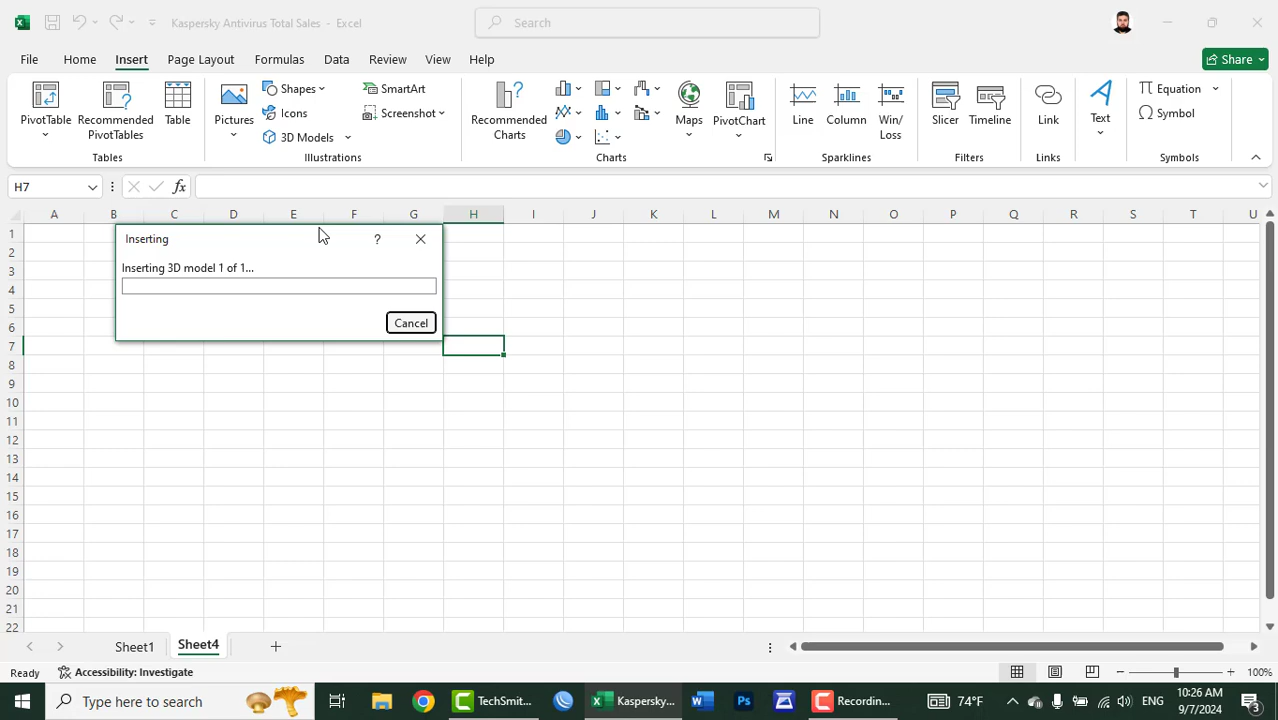 Kaspersky Antivirus Total Sales - Excel
Search
File Home Insert Page Layout Formulas Data Review View Help Share
PivotTable Recommended PivotTables Table
Tables
Pictures Shapes Icons 3D Models SmartArt Screenshot
Illustrations
Recommended Charts Maps PivotChart
Charts
Line Column Win/Loss
Sparklines
Slicer Timeline
Filters
Link
Links
Text
Equation Symbol
Symbols
H7 fx
A B C D E F G H I J K L M N O P Q R S T U
1
2
3
4
5
6
7
8
9
10
11
12
13
14
15
16
17
18
19
20
21
22
Inserting ?
Inserting 3D model 1 of 1...
Cancel
Sheet1 Sheet4
Ready Accessibility: Investigate 100%
Type here to search TechSmit... Kaspersky... Recordin... 74°F ENG 10:26 AM
9/7/2024 3